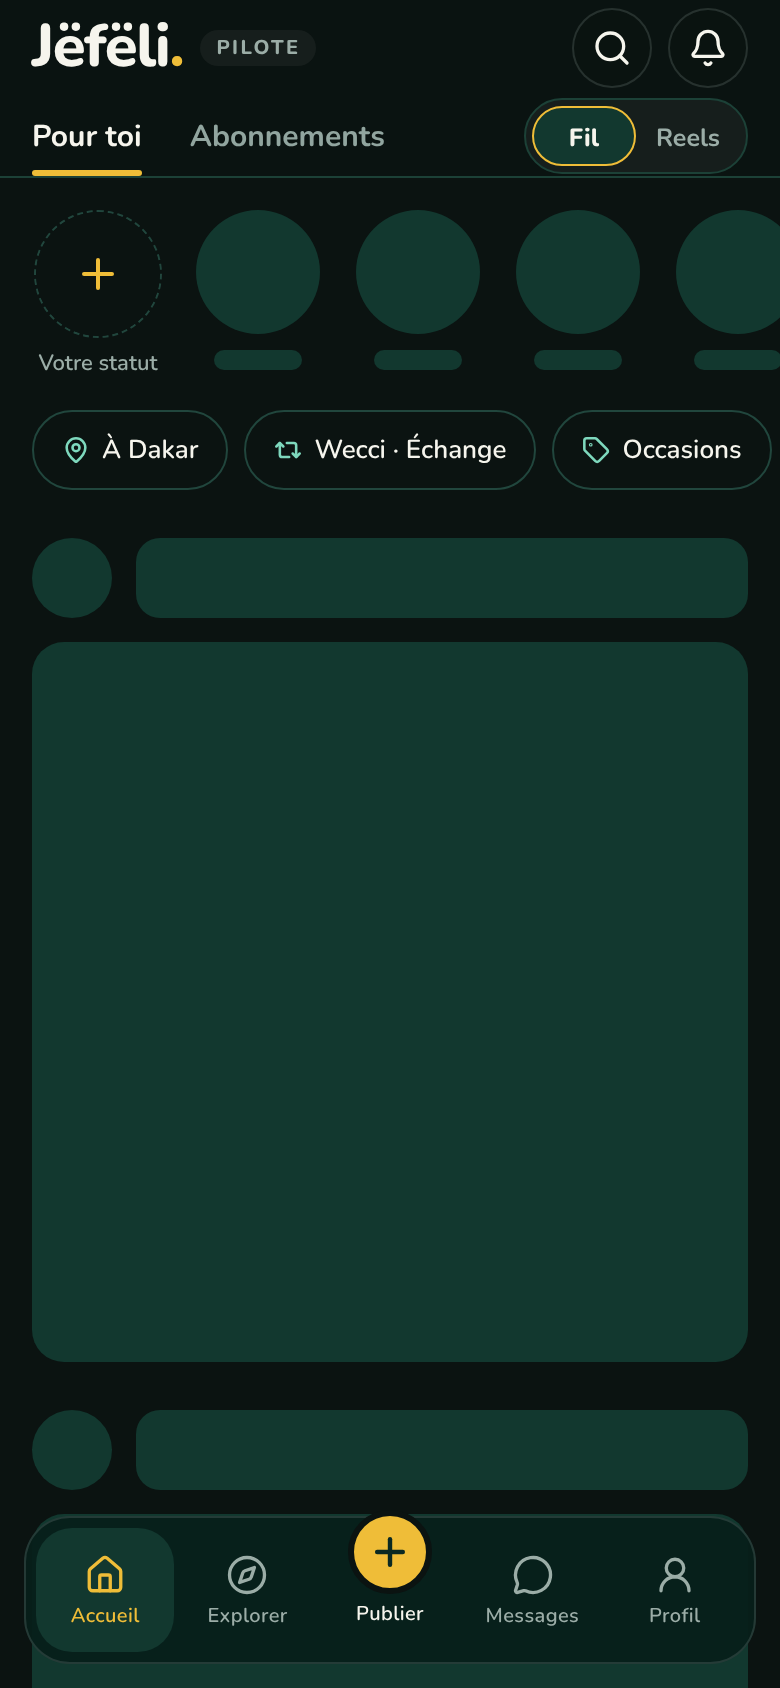 Jëfëli.
PILOTE
Pour toi
Abonnements
Fil
Reels
Votre statut
À Dakar
Wecci · Échange
Occasions
Accueil
Explorer
Publier
Messages
Profil